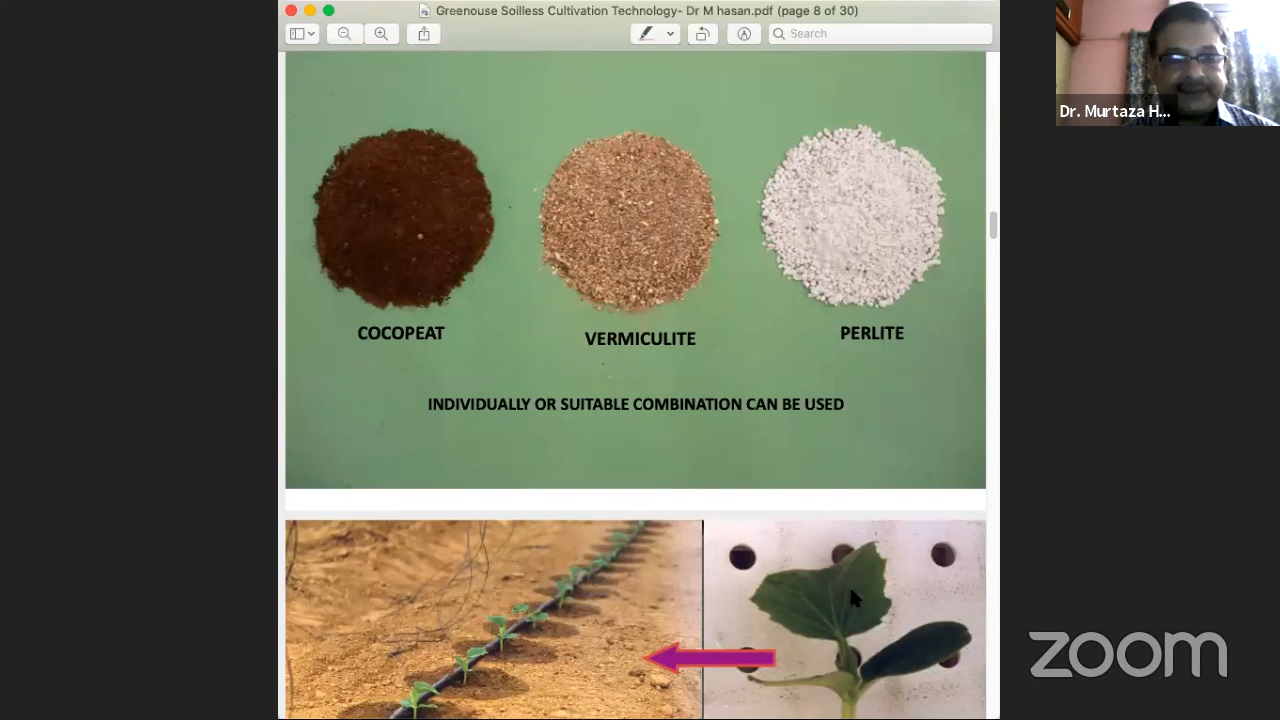 Greenouse Soilless Cultivation Technology- Dr M hasan.pdf (page 8 of 30)
Search
Dr. Murtaza H...
COCOPEAT
VERMICULITE
PERLITE
INDIVIDUALLY OR SUITABLE COMBINATION CAN BE USED
zoom